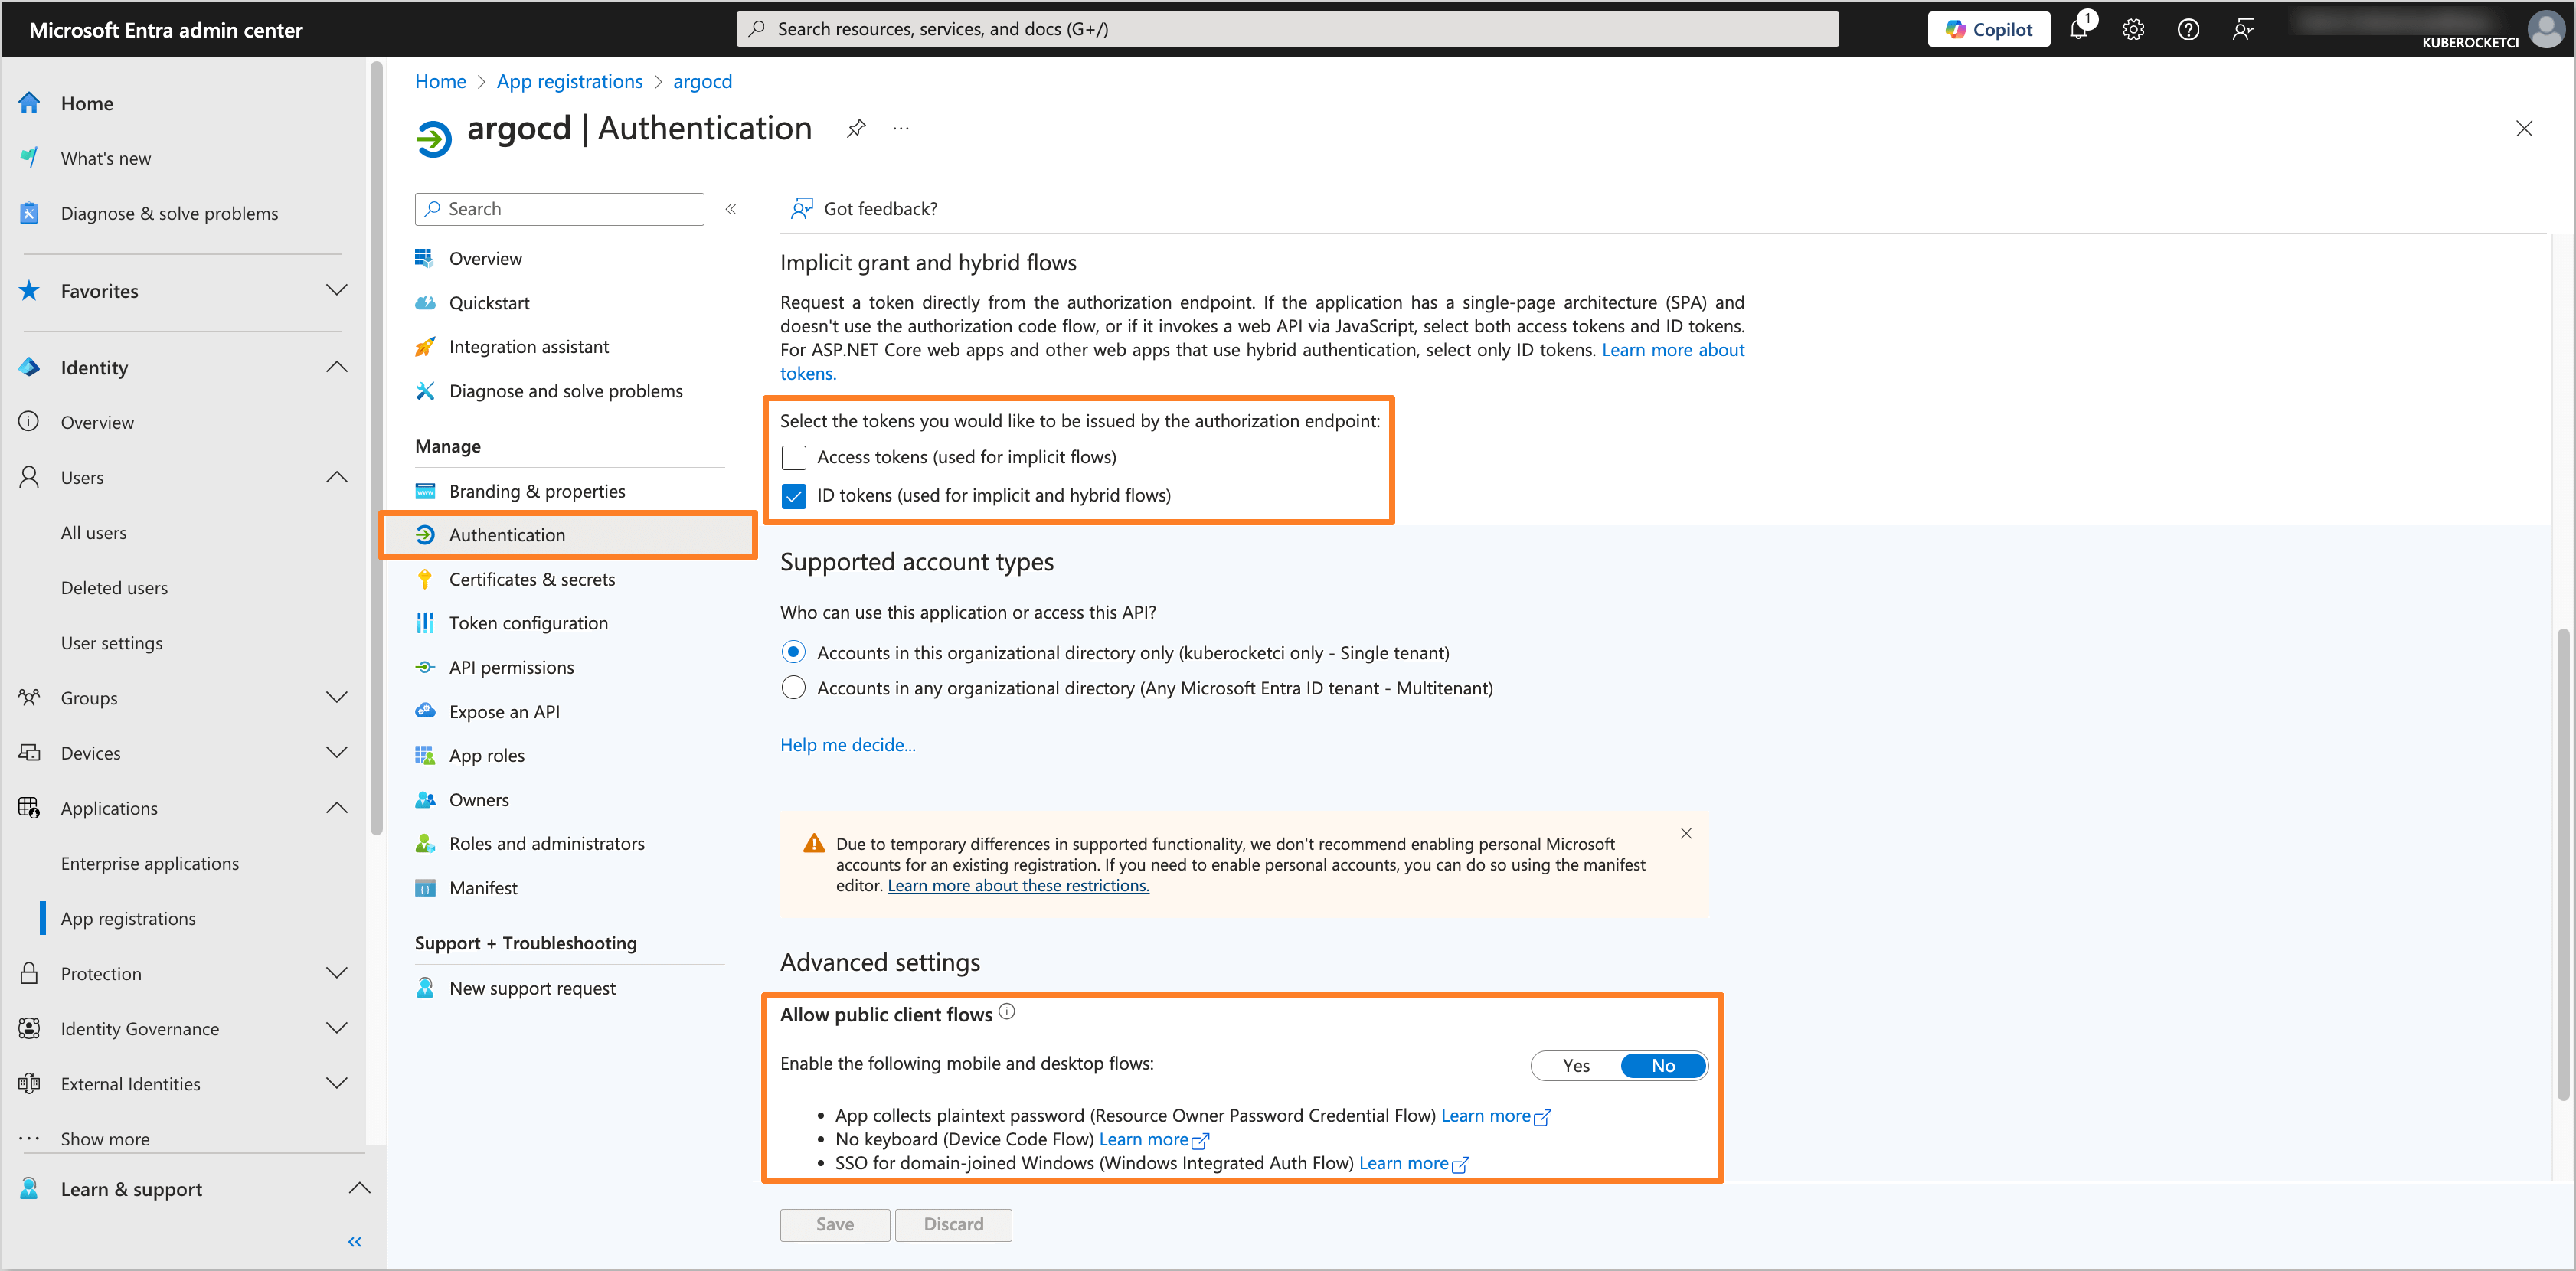 Microsoft Entra admin center
Search resources, services, and docs (G+/)
Copilot
1
KUBEROCKETCI
Home
What's new
Diagnose & solve problems
Favorites
Identity
Overview
Users
All users
Deleted users
User settings
Groups
Devices
Applications
Enterprise applications
App registrations
Protection
Identity Governance
External Identities
Show more
Learn & support
Home > App registrations > argocd
argocd | Authentication
Search
Overview
Quickstart
Integration assistant
Diagnose and solve problems
Manage
Branding & properties
Authentication
Certificates & secrets
Token configuration
API permissions
Expose an API
App roles
Owners
Roles and administrators
Manifest
Support + Troubleshooting
New support request
Got feedback?
Implicit grant and hybrid flows
Request a token directly from the authorization endpoint. If the application has a single-page architecture (SPA) and
doesn't use the authorization code flow, or if it invokes a web API via JavaScript, select both access tokens and ID tokens.
For ASP.NET Core web apps and other web apps that use hybrid authentication, select only ID tokens. Learn more about
tokens.
Select the tokens you would like to be issued by the authorization endpoint:
Access tokens (used for implicit flows)
ID tokens (used for implicit and hybrid flows)
Supported account types
Who can use this application or access this API?
Accounts in this organizational directory only (kuberocketci only - Single tenant)
Accounts in any organizational directory (Any Microsoft Entra ID tenant - Multitenant)
Help me decide...
Due to temporary differences in supported functionality, we don't recommend enabling personal Microsoft
accounts for an existing registration. If you need to enable personal accounts, you can do so using the manifest
editor. Learn more about these restrictions.
Advanced settings
Allow public client flows
Enable the following mobile and desktop flows:
Yes No
• App collects plaintext password (Resource Owner Password Credential Flow) Learn more
• No keyboard (Device Code Flow) Learn more
• SSO for domain-joined Windows (Windows Integrated Auth Flow) Learn more
Save Discard